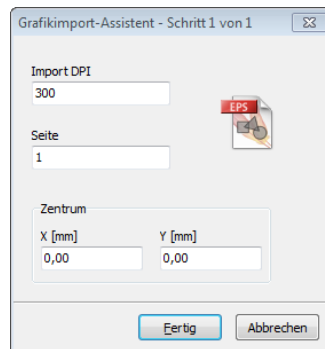 Grafikimport-Assistent - Schritt 1 von 1
Import DPI
300
EPS
Seite
1
Zentrum
X [mm] Y [mm]
0,00 0,00
Fertig Abbrechen